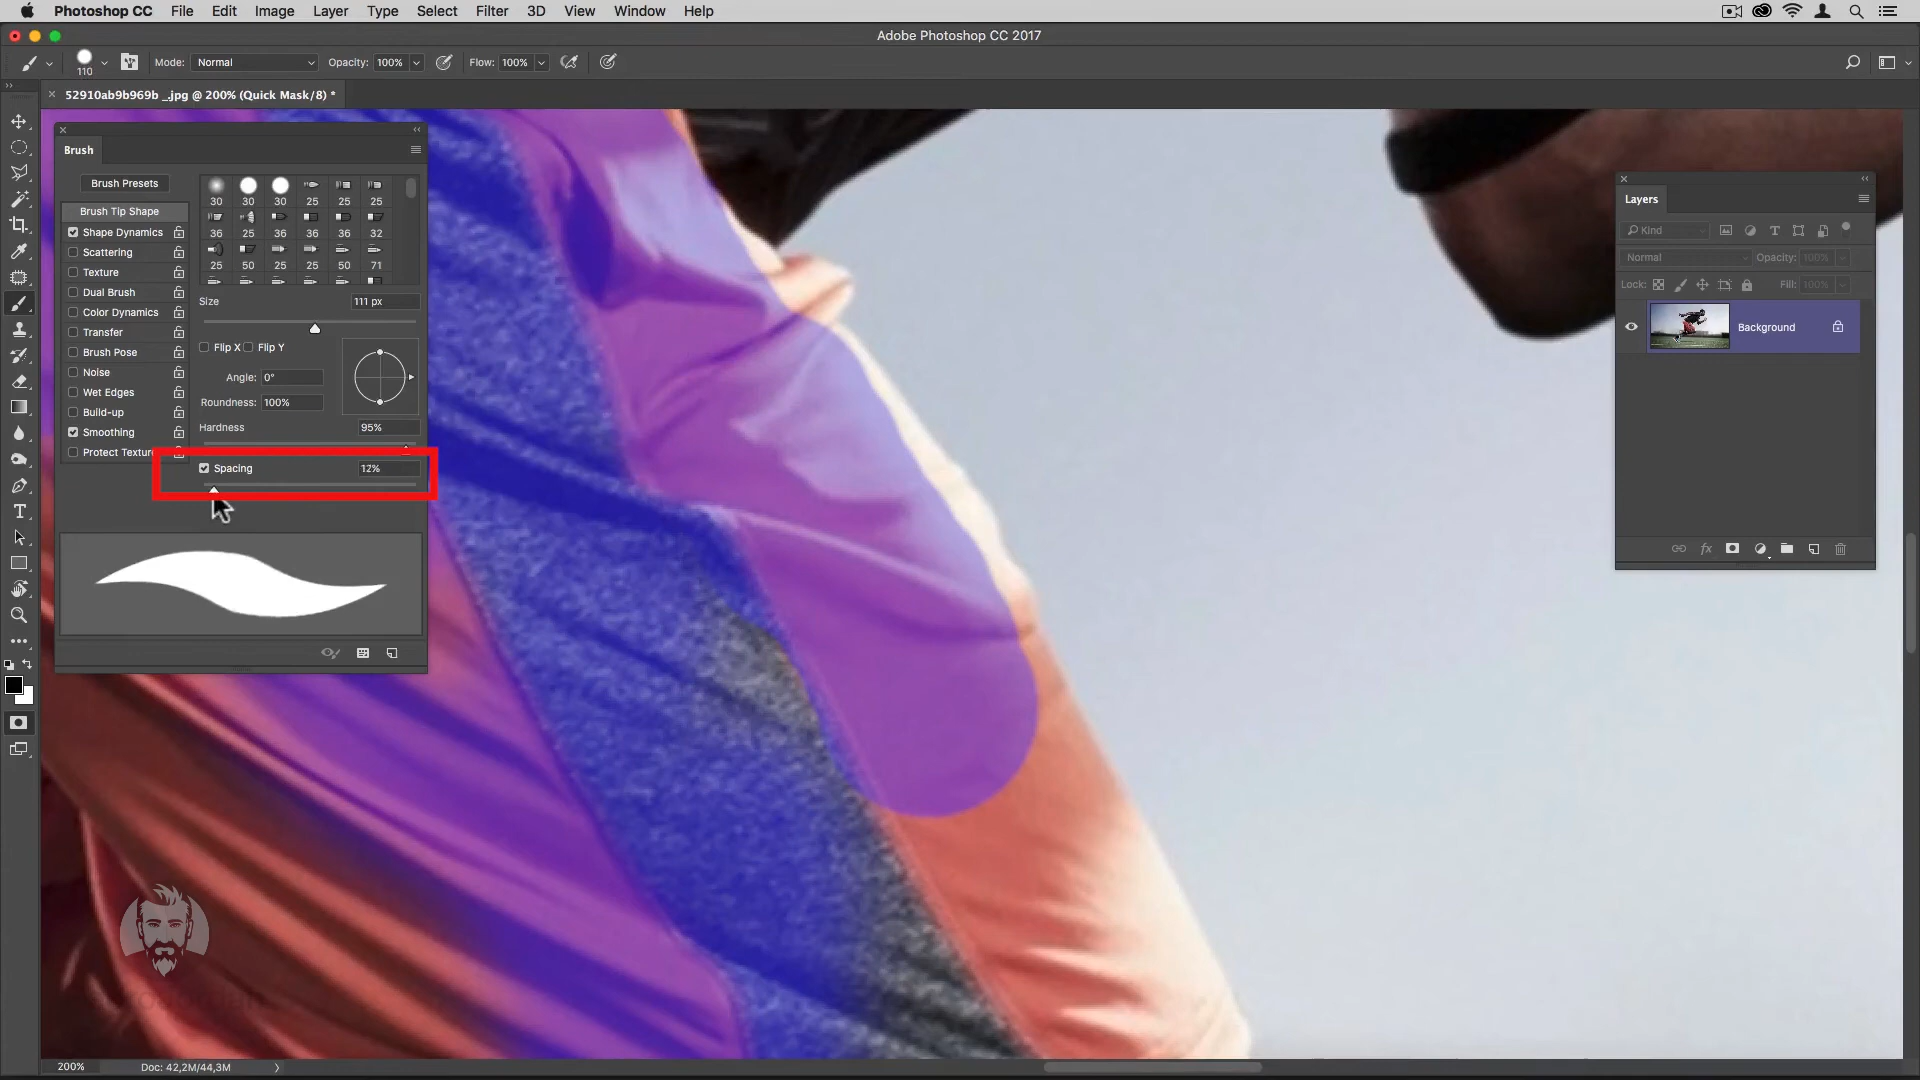 Photoshop CC File Edit Image Layer Type Select Filter 3D View Window Help
Adobe Photoshop CC 2017
110 Mode: Normal Opacity: 100% Flow: 100%
52910ab9b969b _.jpg @ 200% (Quick Mask/8) *
Brush
Brush Presets
Brush Tip Shape
Shape Dynamics
Scattering
Texture
Dual Brush
Color Dynamics
Transfer
Brush Pose
Noise
Wet Edges
Build-up
Smoothing
Protect Textur
30 30 30 25 25 25
36 25 36 36 36 32
25 50 25 25 50 71
Size 111 px
Flip X Flip Y
Angle: 0°
Roundness: 100%
Hardness 95%
Spacing 12%
Layers
Kind
Normal Opacity: 100%
Lock: Fill: 100%
Background
fx
200% Doc: 42,2M/44,3M